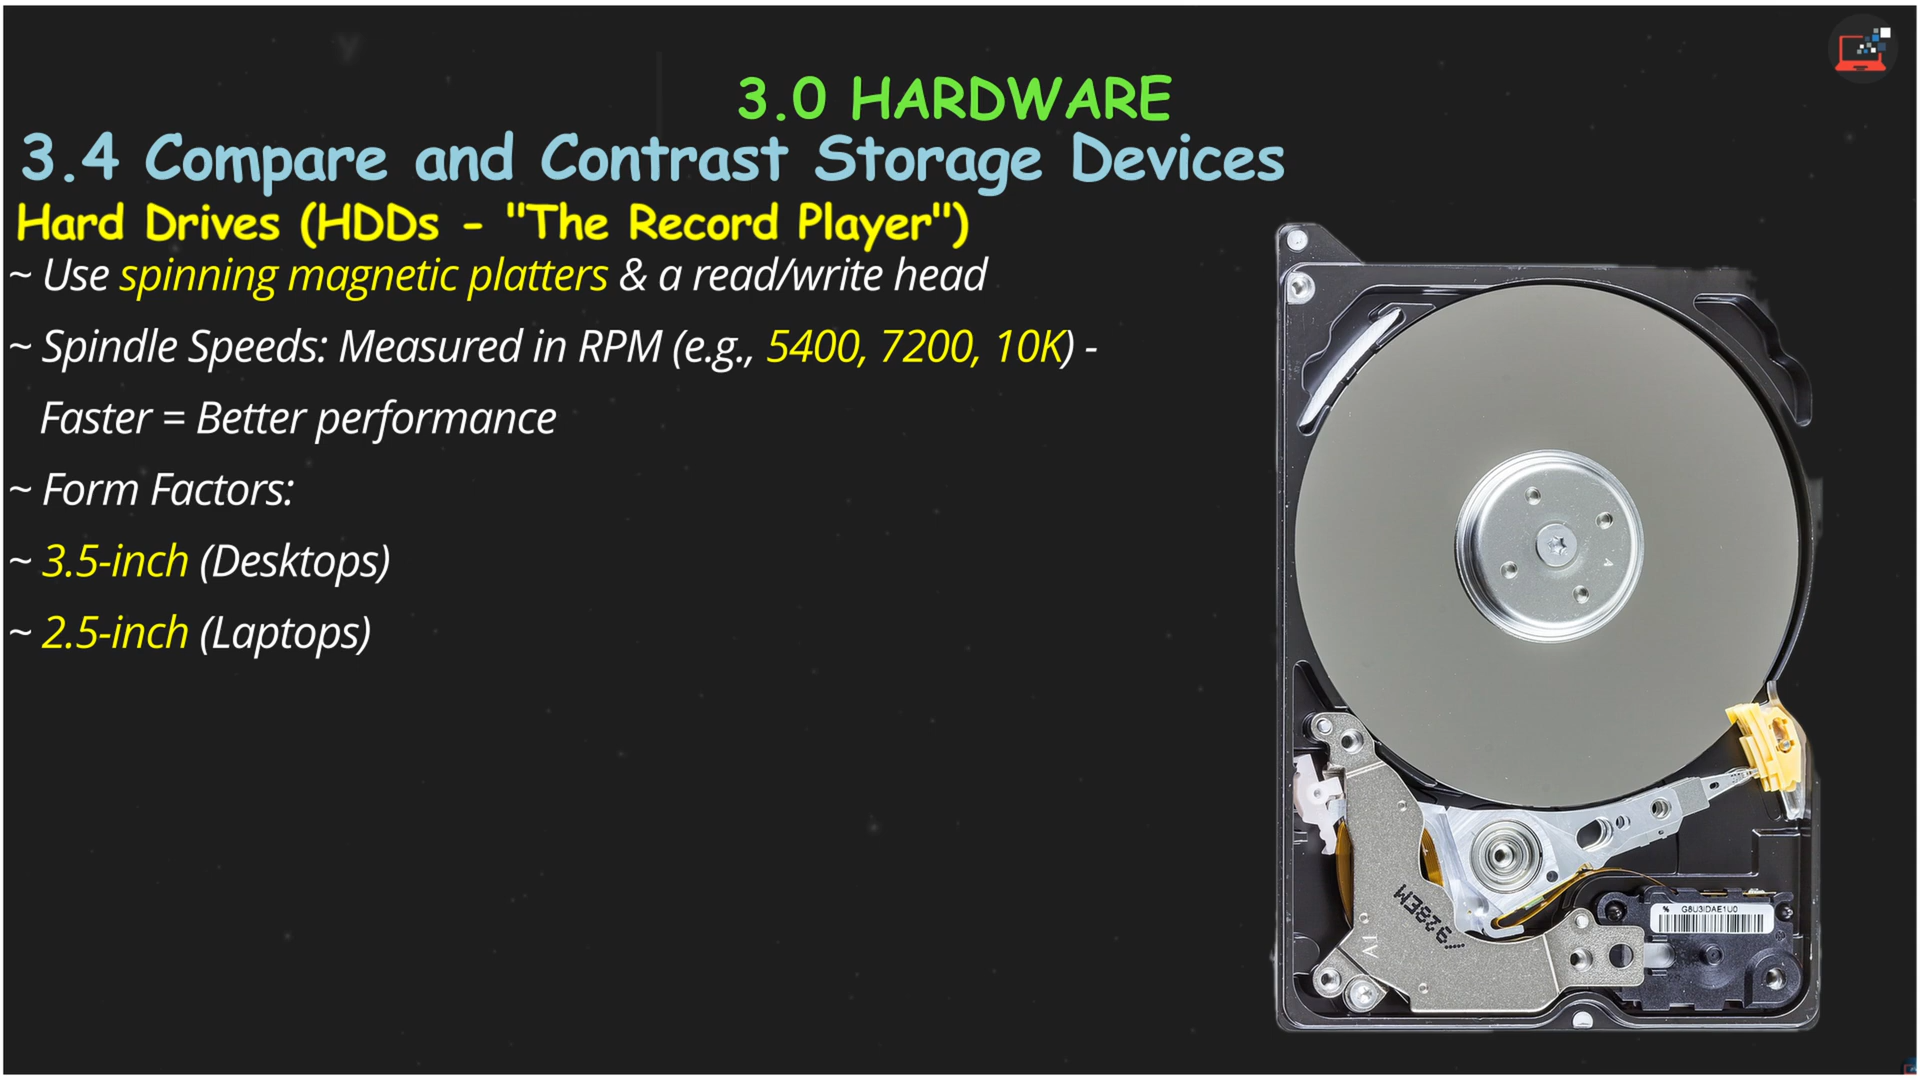 3.0 HARDWARE
3.4 Compare and Contrast Storage Devices
Hard Drives (HDDs - "The Record Player")
~ Use spinning magnetic platters & a read/write head
~ Spindle Speeds: Measured in RPM (e.g., 5400, 7200, 10K) -
Faster = Better performance
~ Form Factors:
~ 3.5-inch (Desktops)
~ 2.5-inch (Laptops)
G8U3IDAE1U0